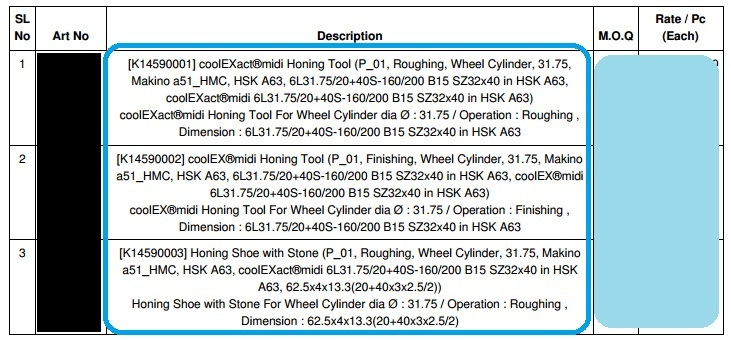 SL
No
Art No
Description
M.O.Q
Rate / Pc
(Each)
1
[K14590001] coolEXact®midi Honing Tool (P_01, Roughing, Wheel Cylinder, 31.75,
Makino a51_HMC, HSK A63, 6L31.75/20+40S-160/200 B15 SZ32x40 in HSK A63,
coolEXact®midi 6L31.75/20+40S-160/200 B15 SZ32x40 in HSK A63)
coolEXact®midi Honing Tool For Wheel Cylinder dia Ø : 31.75 / Operation : Roughing ,
Dimension : 6L31.75/20+40S-160/200 B15 SZ32x40 in HSK A63
2
[K14590002] coolEX®midi Honing Tool (P_01, Finishing, Wheel Cylinder, 31.75, Makino
a51_HMC, HSK A63, 6L31.75/20+40S-160/200 B15 SZ32x40 in HSK A63, coolEX®midi
6L31.75/20+40S-160/200 B15 SZ32x40 in HSK A63)
coolEX®midi Honing Tool For Wheel Cylinder dia Ø : 31.75 / Operation : Finishing ,
Dimension : 6L31.75/20+40S-160/200 B15 SZ32x40 in HSK A63
3
[K14590003] Honing Shoe with Stone (P_01, Roughing, Wheel Cylinder, 31.75, Makino
a51_HMC, HSK A63, coolEXact®midi 6L31.75/20+40S-160/200 B15 SZ32x40 in HSK
A63, 62.5x4x13.3(20+40x3x2.5/2))
Honing Shoe with Stone For Wheel Cylinder dia Ø : 31.75 / Operation : Roughing ,
Dimension : 62.5x4x13.3(20+40x3x2.5/2)